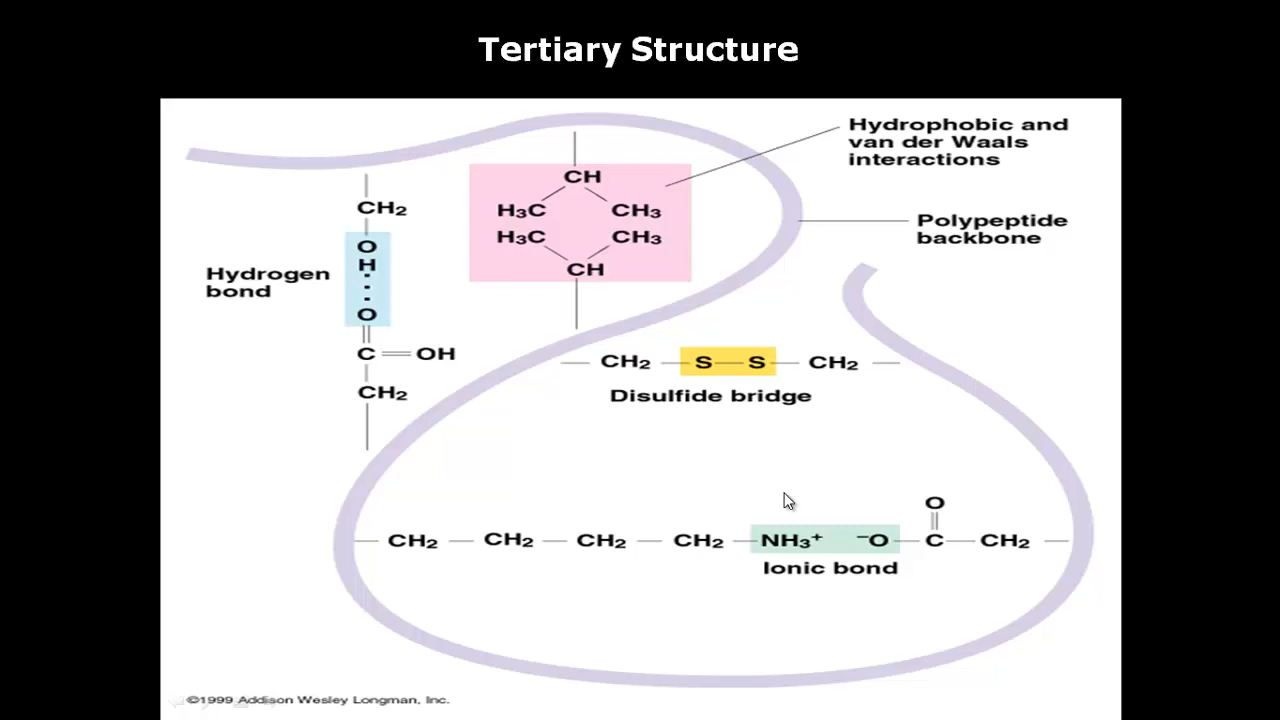 Tertiary Structure
Hydrophobic and
van der Waals
interactions
CH
CH₂
H₃C CH₃
Polypeptide
backbone
H₃C CH₃
O
H
CH
Hydrogen
bond
O
C OH
CH₂ S S CH₂
CH₂
Disulfide bridge
O
CH₂ CH₂ CH₂ CH₂ NH₃⁺ ⁻O C CH₂
Ionic bond
©1999 Addison Wesley Longman, Inc.